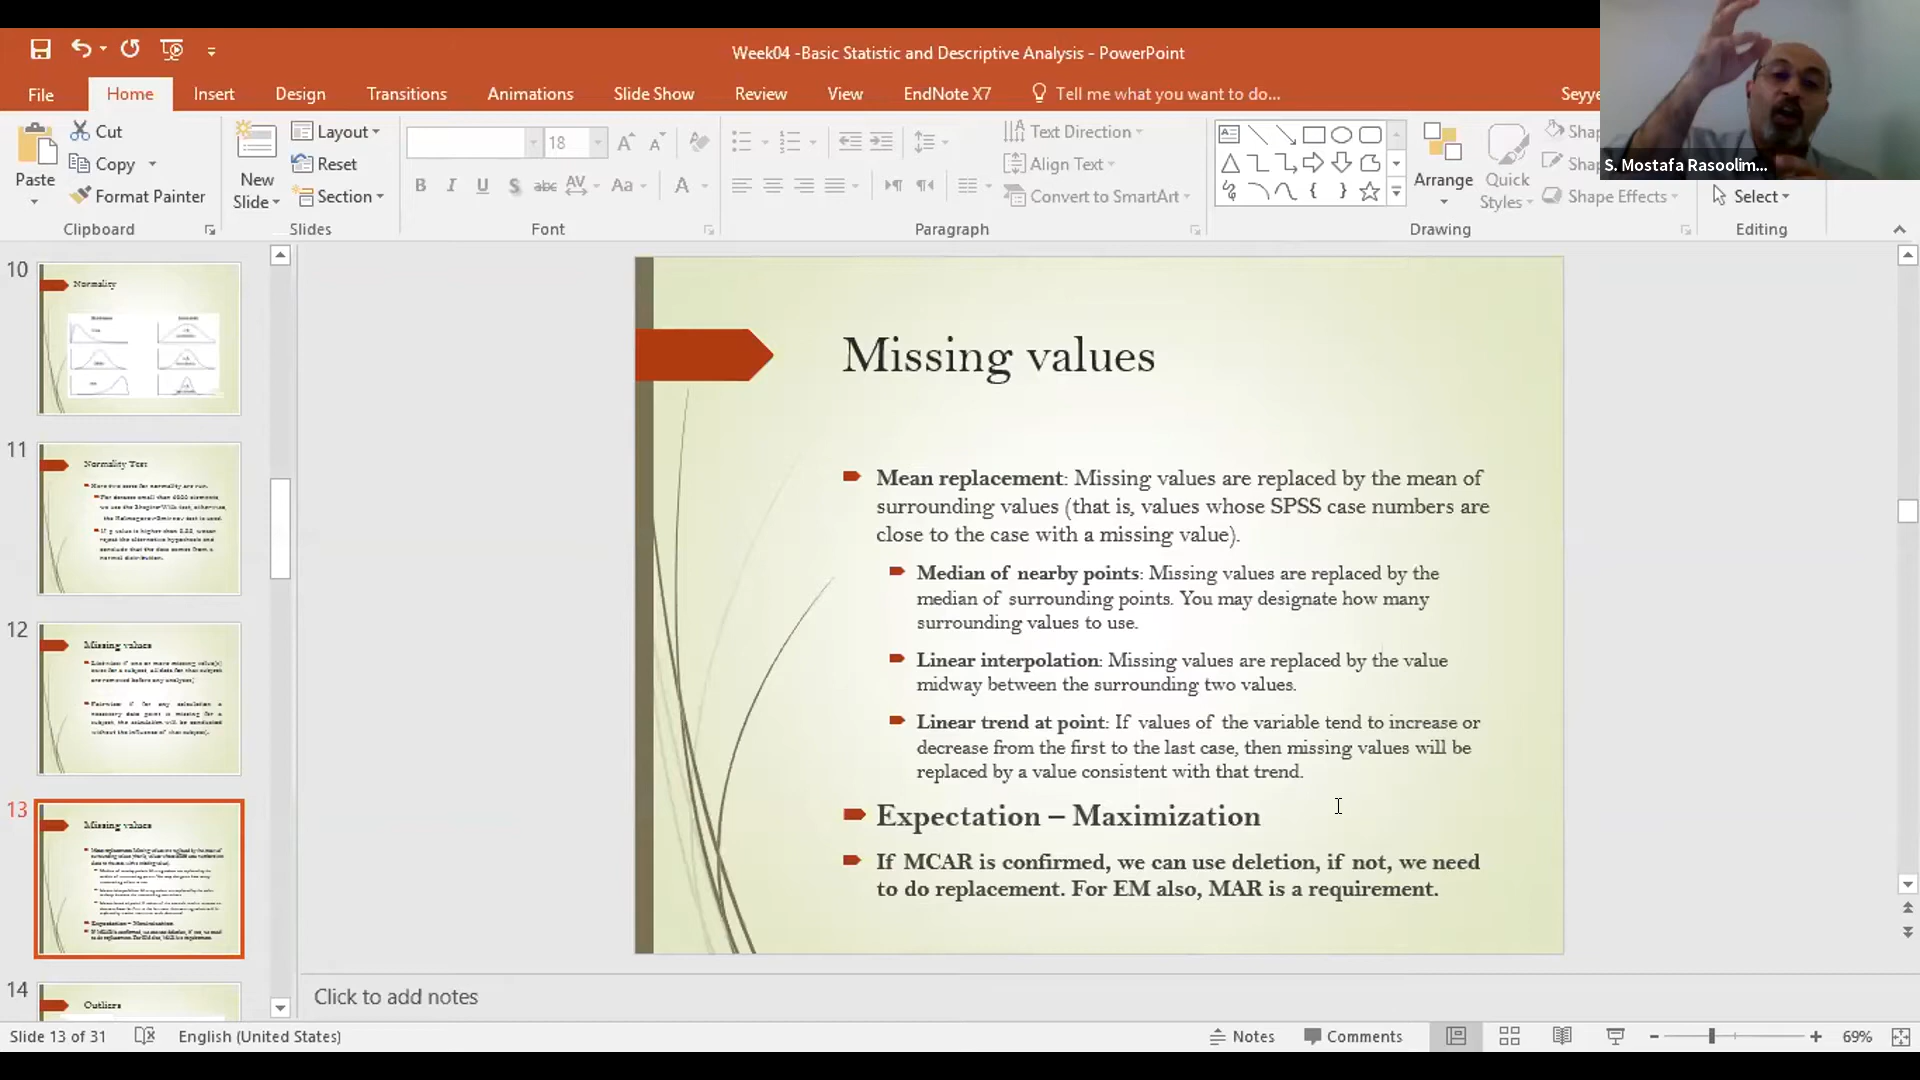 Week04 -Basic Statistic and Descriptive Analysis - PowerPoint
File
Home
Insert
Design
Transitions
Animations
Slide Show
Review
View
EndNote X7
Tell me what you want to do...
Seyye
S. Mostafa Rasoolim...
Paste
Cut
Copy
Format Painter
Clipboard
New
Slide
Layout
Reset
Section
Slides
18
Font
Text Direction
Align Text
Convert to SmartArt
Paragraph
Arrange
Quick
Styles
Shap
Shap
Shape Effects
Drawing
Select
Editing
10
Normality
11
Normality Test
12
Missing values
13
Missing values
14
Outliers
Missing values
Mean replacement: Missing values are replaced by the mean of
surrounding values (that is, values whose SPSS case numbers are
close to the case with a missing value).
Median of nearby points: Missing values are replaced by the
median of surrounding points. You may designate how many
surrounding values to use.
Linear interpolation: Missing values are replaced by the value
midway between the surrounding two values.
Linear trend at point: If values of the variable tend to increase or
decrease from the first to the last case, then missing values will be
replaced by a value consistent with that trend.
Expectation – Maximization
If MCAR is confirmed, we can use deletion, if not, we need
to do replacement. For EM also, MAR is a requirement.
Click to add notes
Slide 13 of 31
English (United States)
Notes
Comments
69%